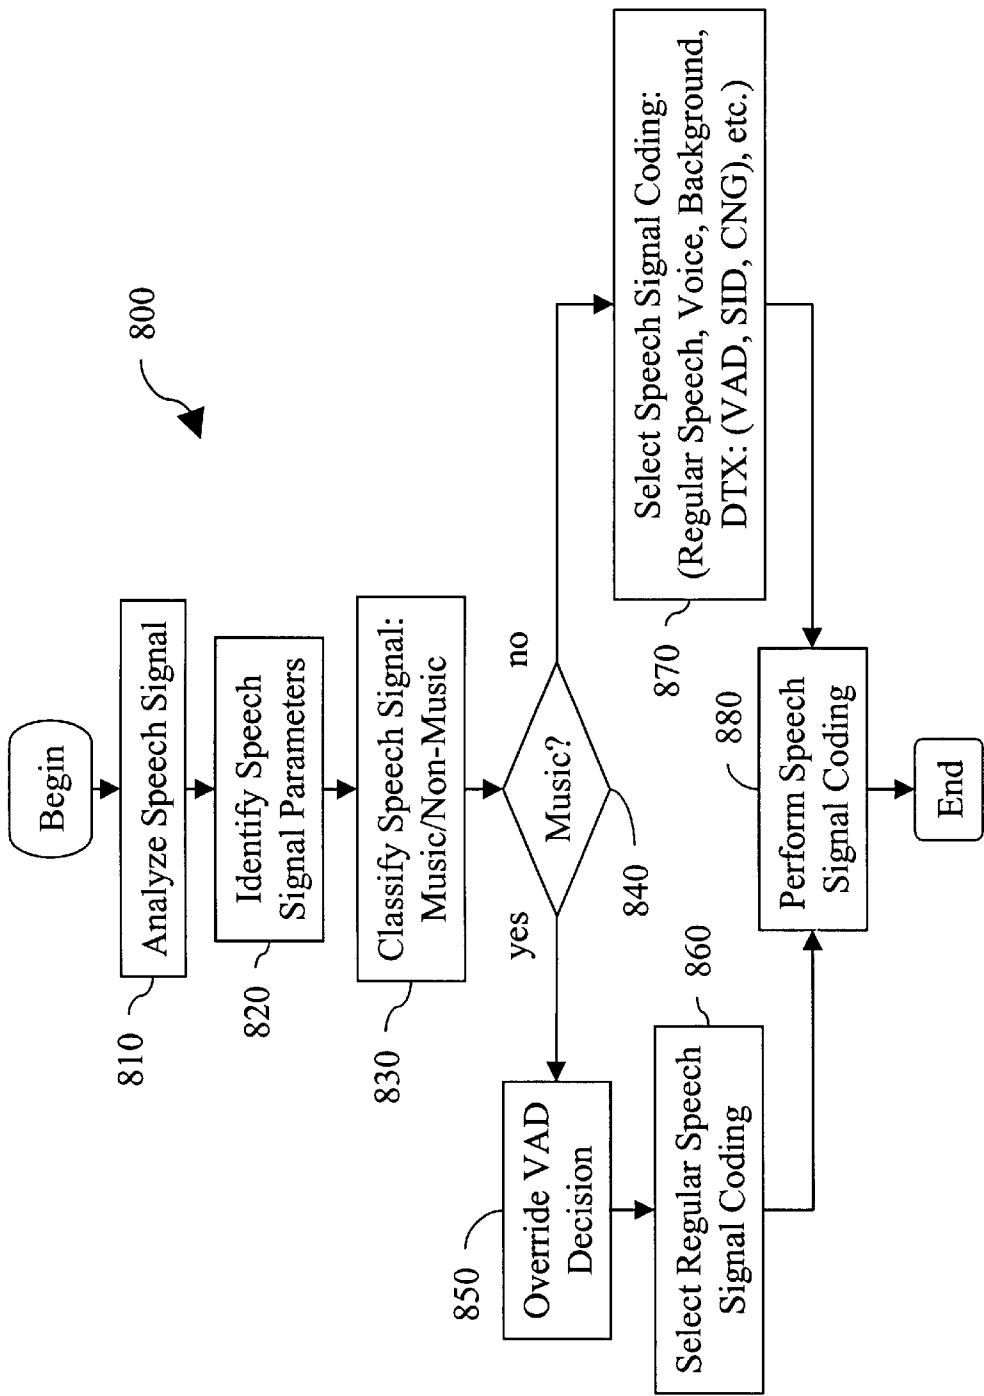 800
Begin
810
Analyze Speech Signal
820
Identify Speech
Signal Parameters
830
Classify Speech Signal:
Music/Non-Music
840
Music?
yes
no
850
Override VAD
Decision
860
Select Regular Speech
Signal Coding
870
Select Speech Signal Coding:
(Regular Speech, Voice, Background,
DTX: (VAD, SID, CNG), etc.)
880
Perform Speech
Signal Coding
End